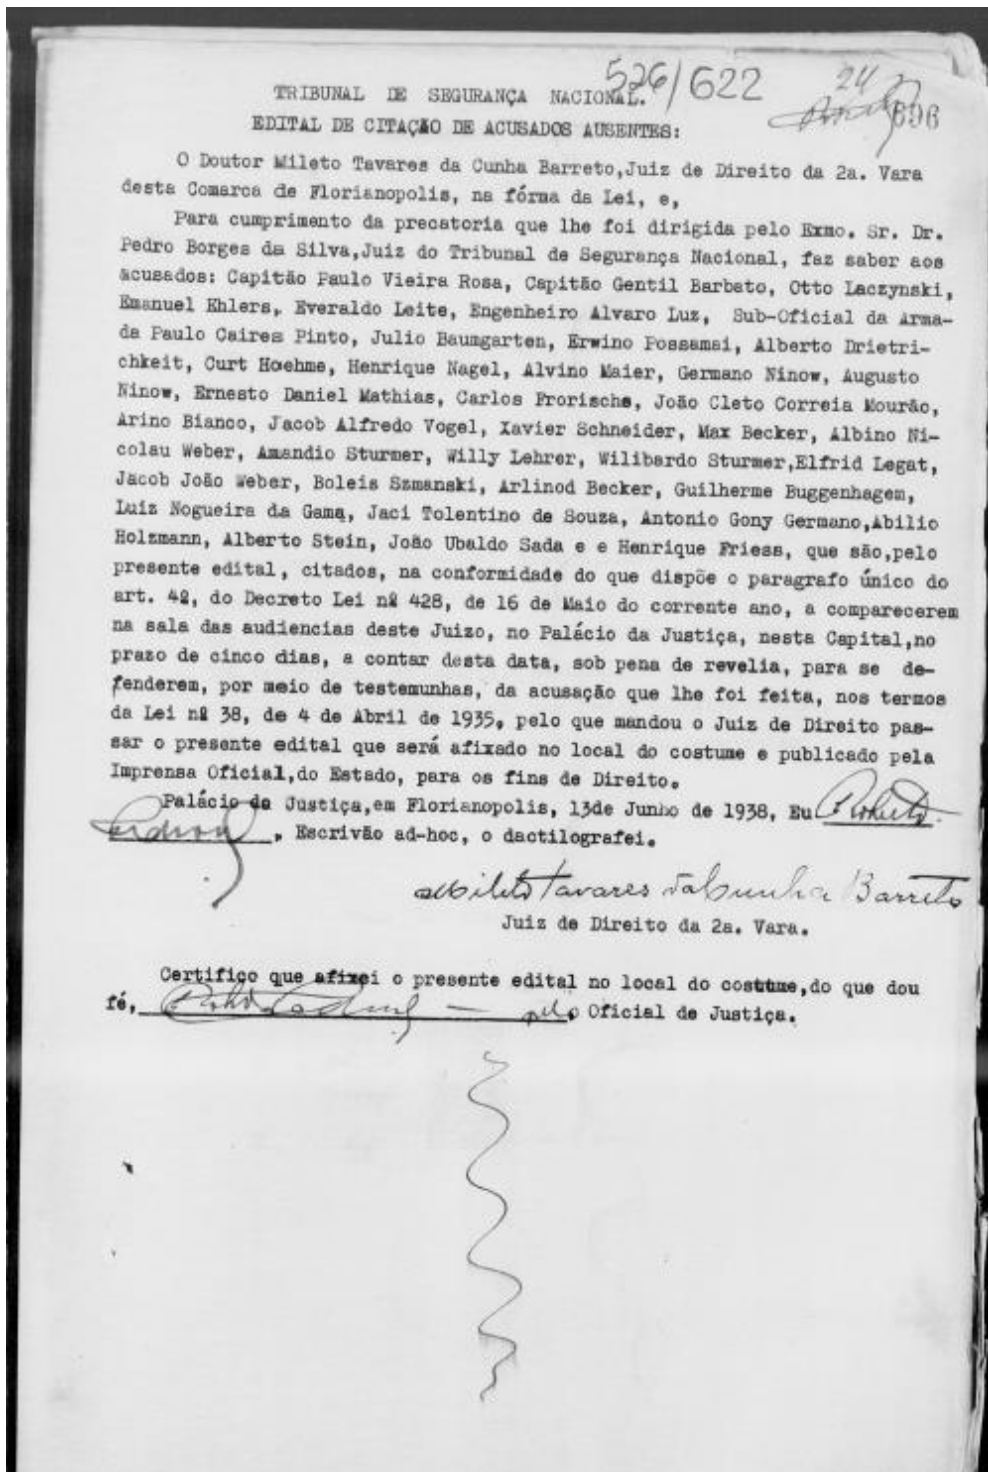 526/622
24
696
TRIBUNAL DE SEGURANÇA NACIONAL.
EDITAL DE CITAÇÃO DE ACUSADOS AUSENTES:
O Doutor Mileto Tavares da Cunha Barreto,Juiz de Direito da 2a. Vara
desta Comarca de Florianopolis, na fórma da Lei, e,
Para cumprimento da precatoria que lhe foi dirigida pelo Exmo. Sr. Dr.
Pedro Borges da Silva,Juiz do Tribunal de Segurança Nacional, faz saber aos
acusados: Capitão Paulo Vieira Rosa, Capitão Gentil Barbato, Otto Laczynski,
Emanuel Ehlers, Everaldo Leite, Engenheiro Alvaro Luz, Sub-Oficial da Arma-
da Paulo Caires Pinto, Julio Baumgarten, Erwino Possamai, Alberto Drietri-
chkeit, Curt Hoehme, Henrique Nagel, Alvino Maier, Germano Ninow, Augusto
Ninow, Ernesto Daniel Mathias, Carlos Frorische, João Cleto Correia Mourão,
Arino Bianco, Jacob Alfredo Vogel, Xavier Schneider, Max Becker, Albino Ni-
colau Weber, Amandio Sturmer, Willy Lehrer, Wilibardo Sturmer,Elfrid Legat,
Jacob João Weber, Boleis Szmanski, Arlinod Becker, Guilherme Buggenhagem,
Luiz Nogueira da Gama, Jaci Tolentino de Souza, Antonio Gony Germano,Abilio
Holzmann, Alberto Stein, João Ubaldo Sada e e Henrique Friess, que são,pelo
presente edital, citados, na conformidade do que dispõe o paragrafo único do
art. 4º, do Decreto Lei nº 428, de 16 de Maio do corrente ano, a comparecerem
na sala das audiencias deste Juizo, no Palácio da Justiça, nesta Capital,no
prazo de cinco dias, a contar desta data, sob pena de revelia, para se de-
fenderem, por meio de testemunhas, da acusação que lhe foi feita, nos termos
da Lei nº 38, de 4 de Abril de 1935, pelo que mandou o Juiz de Direito pas-
sar o presente edital que será afixado no local do costume e publicado pela
Imprensa Oficial,do Estado, para os fins de Direito.
Palácio da Justiça,em Florianopolis, 13de Junho de 1938, Eu Roberto
, Escrivão ad-hoc, o dactilografei.
Mileto Tavares da Cunha Barreto
Juiz de Direito da 2a. Vara.
Certifico que afixei o presente edital no local do costume,do que dou
fé, pelo Oficial de Justiça.